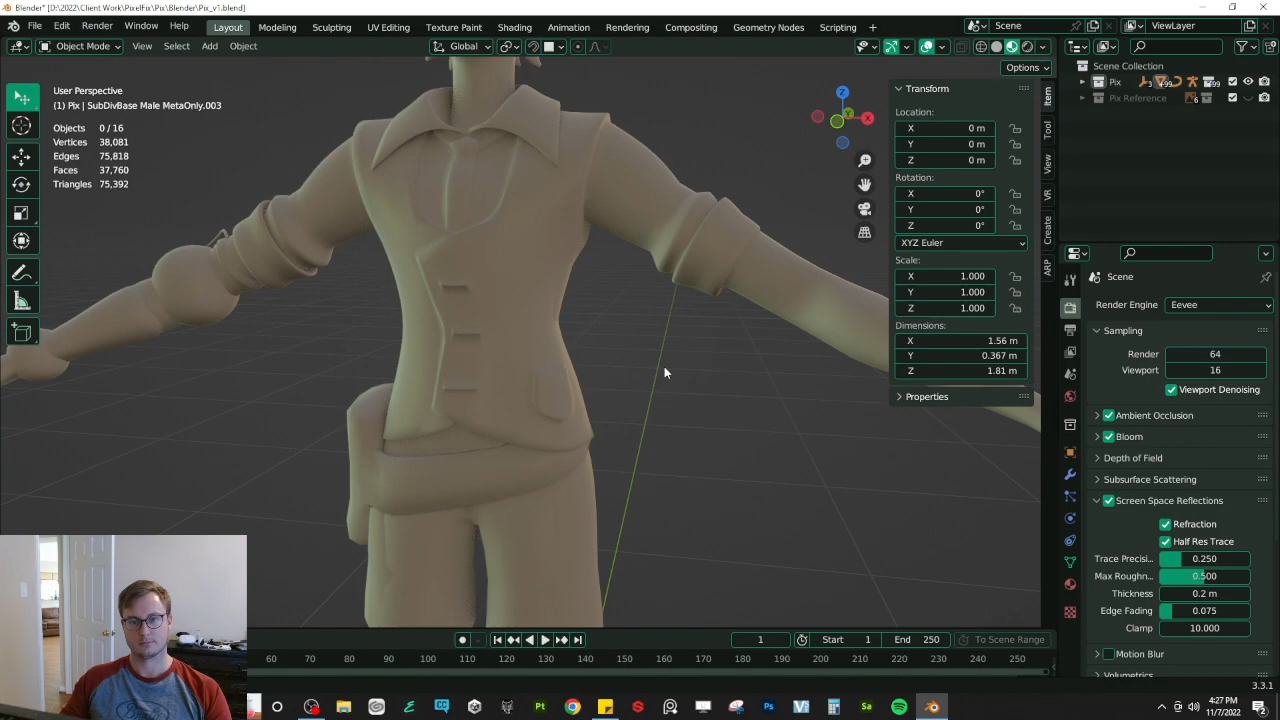 Blender* [D:\2022\Client Work\PixelFix\Pix\Blender\Pix_v1.blend]
File Edit Render Window Help Layout Modeling Sculpting UV Editing Texture Paint Shading Animation Rendering Compositing Geometry Nodes Scripting Scene ViewLayer
Object Mode View Select Add Object Global
Options
User Perspective
(1) Pix | SubDivBase Male MetaOnly.003
Objects 0 / 16
Vertices 38,081
Edges 75,818
Faces 37,760
Triangles 75,392
Z
Y
X
Transform
Location:
X 0 m
Y 0 m
Z 0 m
Rotation:
X 0°
Y 0°
Z 0°
XYZ Euler
Scale:
X 1.000
Y 1.000
Z 1.000
Dimensions:
X 1.56 m
Y 0.367 m
Z 1.81 m
Properties
Item
Tool
View
VR
Create
ARP
Scene Collection
Pix
Pix Reference
Scene
Render Engine Eevee
Sampling
Render 64
Viewport 16
Viewport Denoising
Ambient Occlusion
Bloom
Depth of Field
Subsurface Scattering
Screen Space Reflections
Refraction
Half Res Trace
Trace Precisi... 0.250
Max Roughn... 0.500
Thickness 0.2 m
Edge Fading 0.075
Clamp 10.000
Motion Blur
Volumetrics
1 Start 1 End 250 To Scene Range
60 70 80 90 100 110 120 130 140 150 160 170 180 190 200 210 220 230 240 250
3.3.1
4:27 PM
11/7/2022